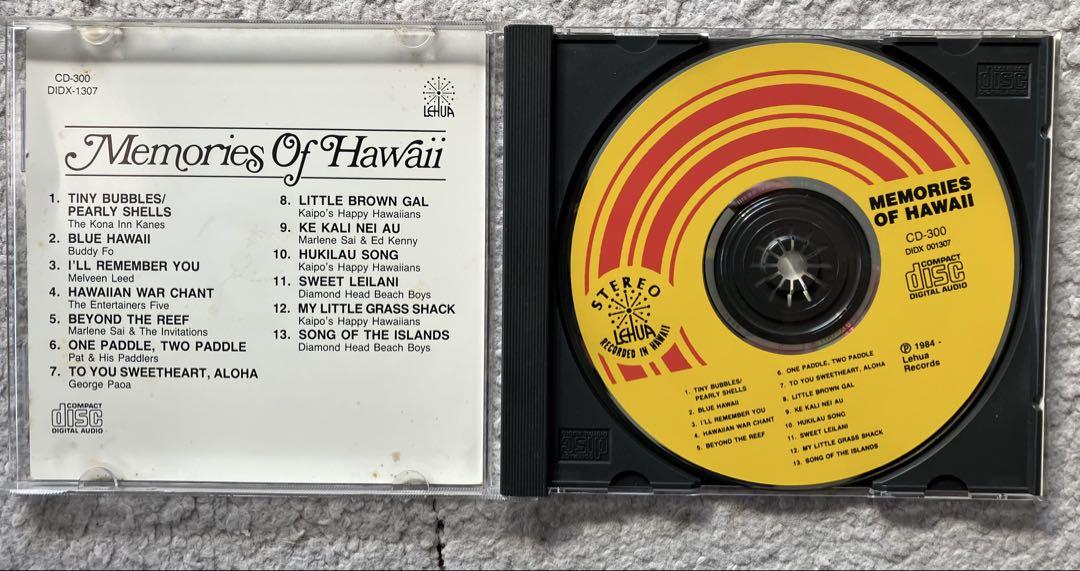 CD-300
DIDX-1307
LEHUA
Memories Of Hawaii
1. TINY BUBBLES/
PEARLY SHELLS
The Kona Inn Kanes
2. BLUE HAWAII
Buddy Fo
3. I'LL REMEMBER YOU
Melveen Leed
4. HAWAIIAN WAR CHANT
The Entertainers Five
5. BEYOND THE REEF
Marlene Sai & The Invitations
6. ONE PADDLE, TWO PADDLE
Pat & His Paddlers
7. TO YOU SWEETHEART, ALOHA
George Paoa
8. LITTLE BROWN GAL
Kaipo's Happy Hawaiians
9. KE KALI NEI AU
Marlene Sai & Ed Kenny
10. HUKILAU SONG
Kaipo's Happy Hawaiians
11. SWEET LEILANI
Diamond Head Beach Boys
12. MY LITTLE GRASS SHACK
Kaipo's Happy Hawaiians
13. SONG OF THE ISLANDS
Diamond Head Beach Boys
COMPACT
disc
DIGITAL AUDIO
MEMORIES
OF HAWAII
CD-300
DIDX 001307
COMPACT
disc
DIGITAL AUDIO
STEREO
LEHUA
RECORDED IN HAWAII
℗ 1984 -
Lehua
Records
1. TINY BUBBLES/
PEARLY SHELLS
2. BLUE HAWAII
3. I'LL REMEMBER YOU
4. HAWAIIAN WAR CHANT
5. BEYOND THE REEF
6. ONE PADDLE, TWO PADDLE
7. TO YOU SWEETHEART, ALOHA
8. LITTLE BROWN GAL
9. KE KALI NEI AU
10. HUKILAU SONG
11. SWEET LEILANI
12. MY LITTLE GRASS SHACK
13. SONG OF THE ISLANDS
disc